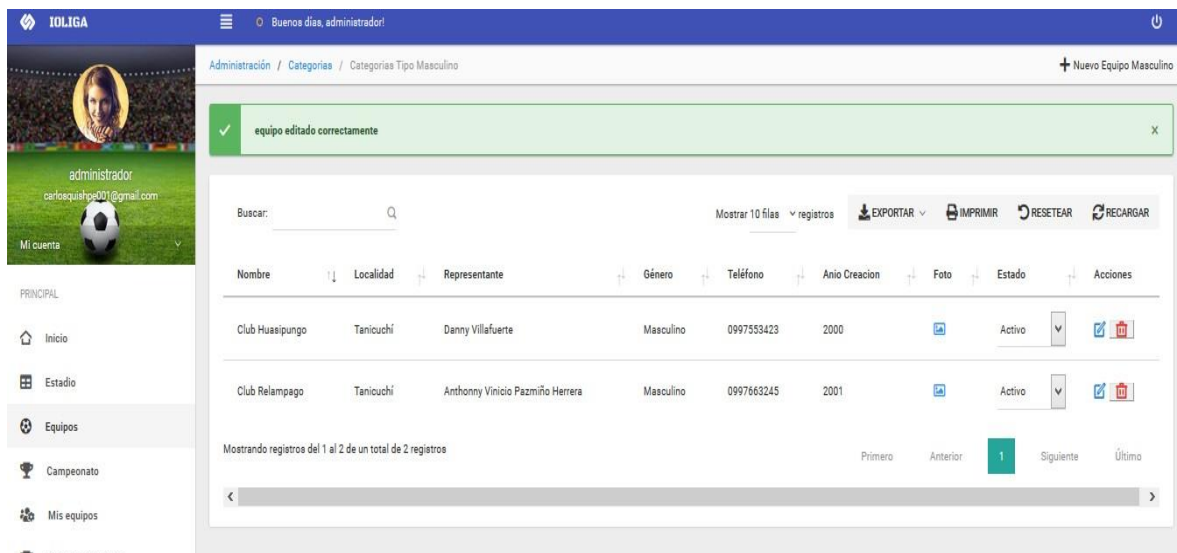 IOLIGA
Buenos días, administrador!
Administración / Categorias / Categorias Tipo Masculino
Nuevo Equipo Masculino
equipo editado correctamente
x
administrador
carlosquishpe001@gmail.com
Mi cuenta
PRINCIPAL
Inicio
Estadio
Equipos
Campeonato
Mis equipos
Buscar:
Mostrar 10 filas registros
EXPORTAR
IMPRIMIR
RESETEAR
RECARGAR
Nombre Localidad Representante Género Teléfono Anio Creacion Foto Estado Acciones
Club Huasipungo Tanicuchí Danny Villafuerte Masculino 0997553423 2000 Activo
Club Relampago Tanicuchí Anthonny Vinicio Pazmiño Herrera Masculino 0997663245 2001 Activo
Mostrando registros del 1 al 2 de un total de 2 registros
Primero Anterior 1 Siguiente Último